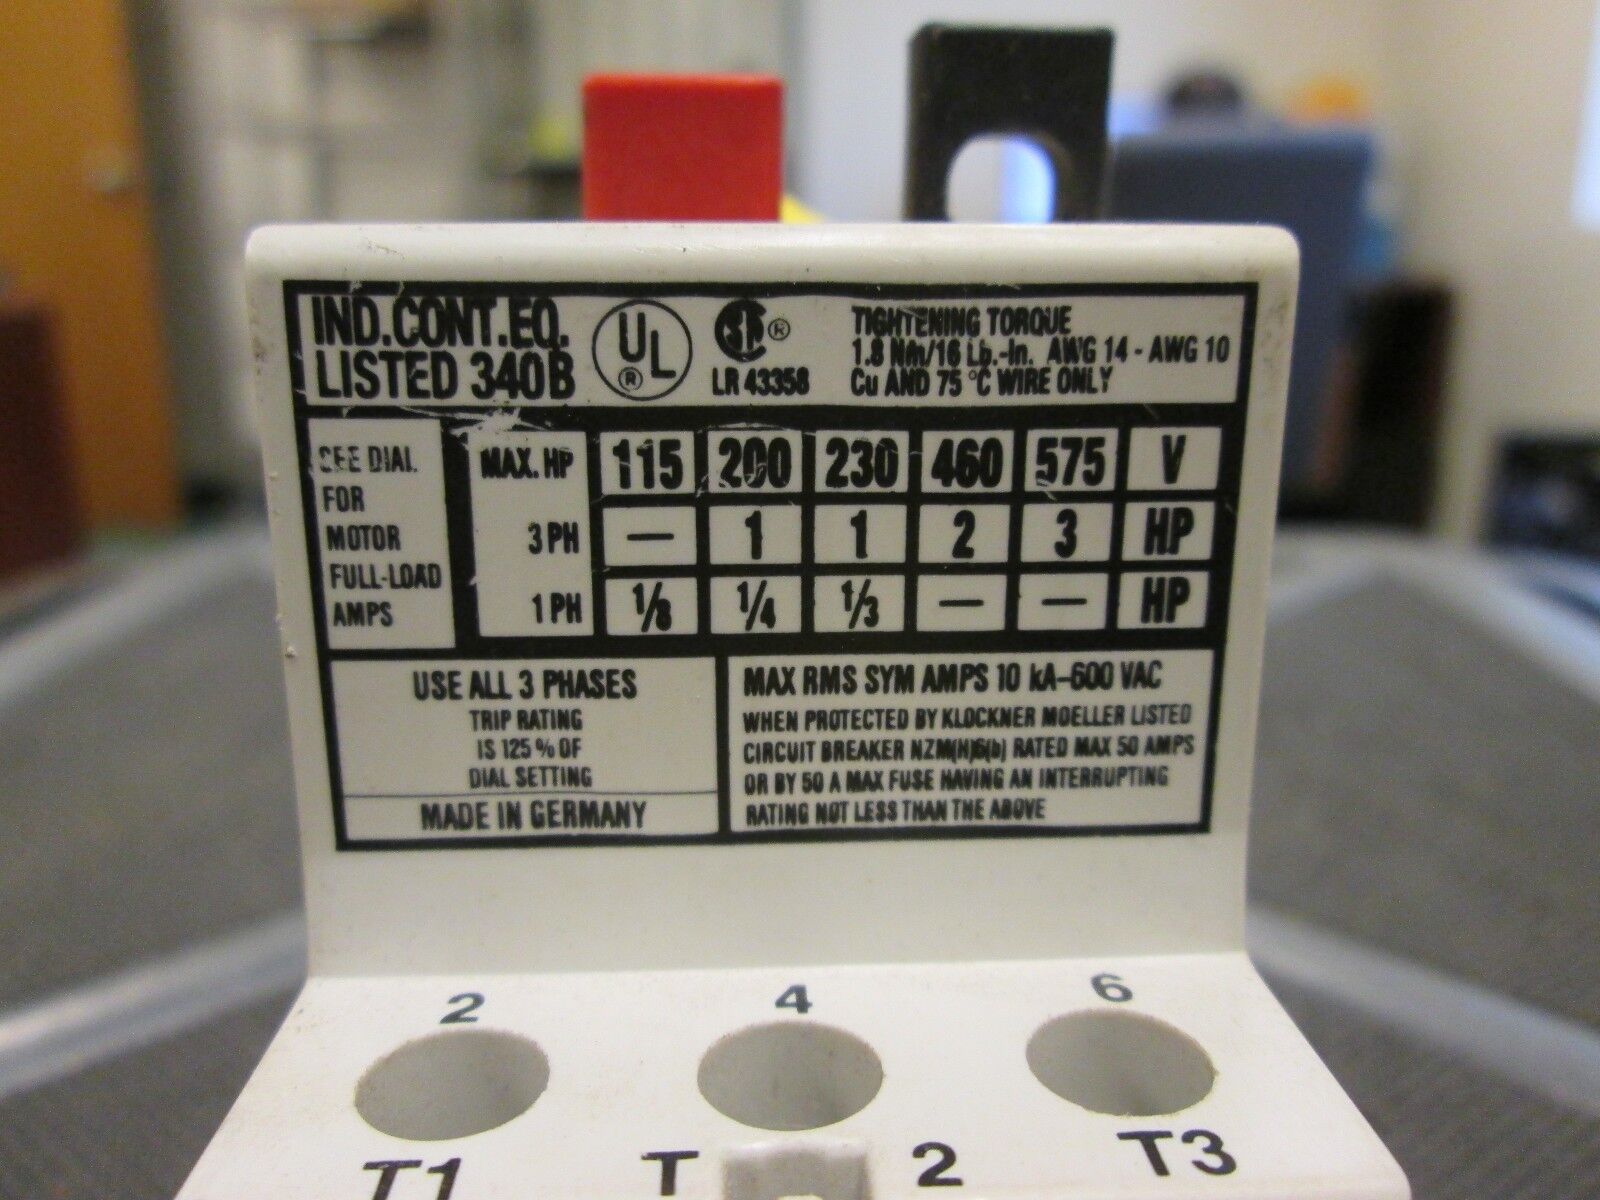 IND.CONT.EQ.
LISTED 340B
UL
®
SA ®
LR 43358
TIGHTENING TORQUE
1.8 Nm/16 Lb.-In. AWG 14 - AWG 10
Cu AND 75 °C WIRE ONLY
SEE DIAL
FOR
MOTOR
FULL-LOAD
AMPS
MAX. HP 115 200 230 460 575 V
3 PH — 1 1 2 3 HP
1 PH 1/8 1/4 1/3 — — HP
USE ALL 3 PHASES
TRIP RATING
IS 125 % OF
DIAL SETTING
MADE IN GERMANY
MAX RMS SYM AMPS 10 kA-600 VAC
WHEN PROTECTED BY KLOCKNER MOELLER LISTED
CIRCUIT BREAKER NZM(H)6(b) RATED MAX 50 AMPS
OR BY 50 A MAX FUSE HAVING AN INTERRUPTING
RATING NOT LESS THAN THE ABOVE
2 4 6
T1 T 2 T3